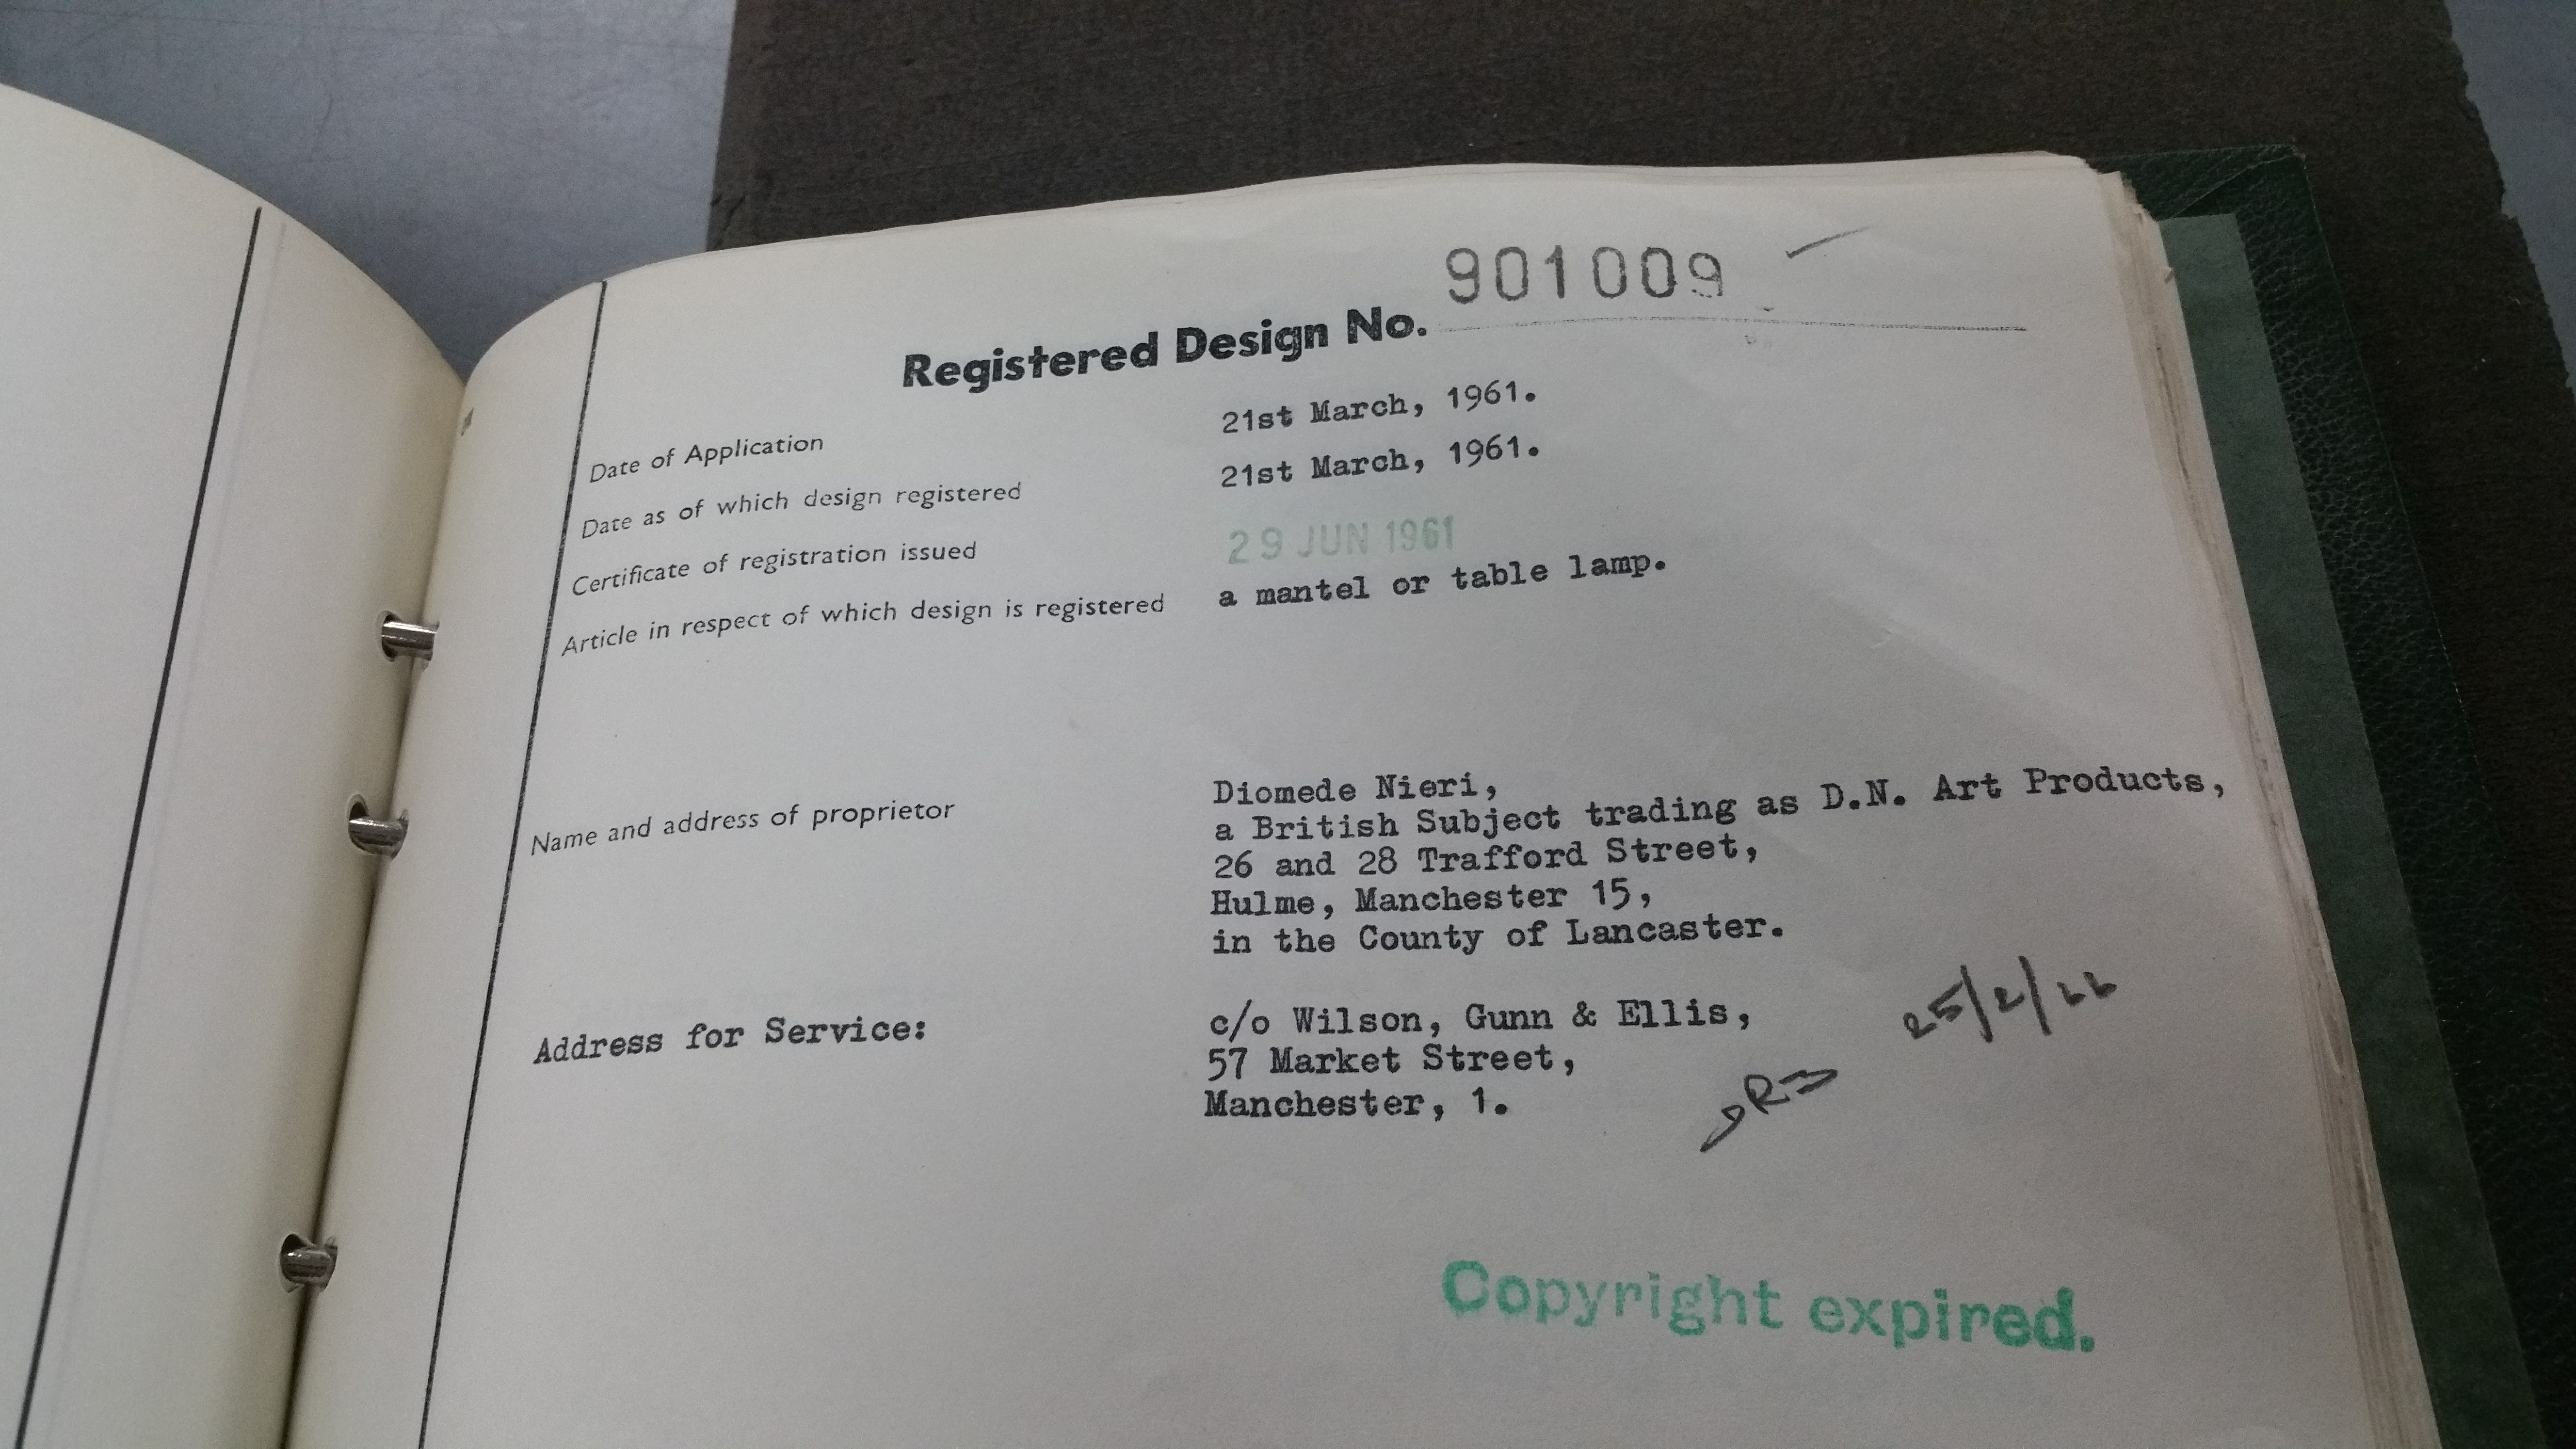 Registered Design No. 901009
Date of Application 21st March, 1961.
Date as of which design registered 21st March, 1961.
Certificate of registration issued 29 JUN 1961
Article in respect of which design is registered a mantel or table lamp.
Name and address of proprietor Diomede Nieri,
a British Subject trading as D.N. Art Products,
26 and 28 Trafford Street,
Hulme, Manchester 15,
in the County of Lancaster.
Address for Service: c/o Wilson, Gunn & Ellis,
57 Market Street,
Manchester, 1.
25/2/66
Copyright expired.